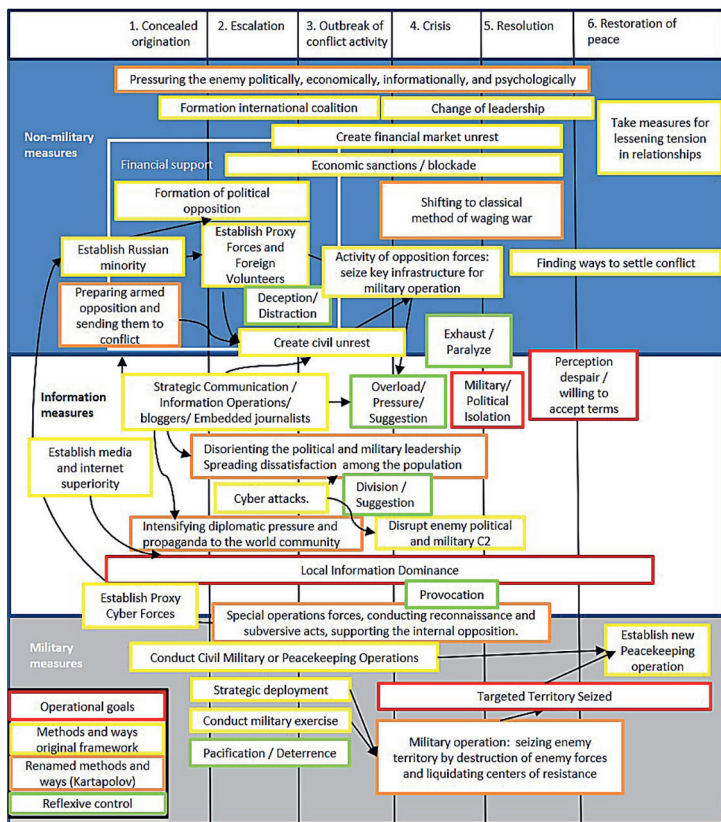 1. Concealed
origination
2. Escalation
3. Outbreak of
conflict activity
4. Crisis
5. Resolution
6. Restoration of
peace
Pressuring the enemy politically, economically, informationally, and psychologically
Formation international coalition
Change of leadership
Take measures for
lessening tension
in relationships
Non-military
measures
Create financial market unrest
Financial support
Economic sanctions / blockade
Formation of political
opposition
Shifting to classical
method of waging war
Establish Russian
minority
Establish Proxy
Forces and
Foreign
Volunteers
Activity of opposition forces:
seize key infrastructure for
military operation
Finding ways to settle conflict
Preparing armed
opposition and
sending them to
conflict
Deception/
Distraction
Create civil unrest
Exhaust /
Paralyze
Perception
despair /
willing to
accept terms
Information
measures
Strategic Communication /
Information Operations/
bloggers/ Embedded journalists
Overload/
Pressure/
Suggestion
Military/
Political
Isolation
Establish media
and internet
superiority
Disorienting the political and military leadership
Spreading dissatisfaction among the population
Cyber attacks.
Division /
Suggestion
Intensifying diplomatic pressure and
propaganda to the world community
Disrupt enemy political
and military C2
Local Information Dominance
Establish Proxy
Cyber Forces
Provocation
Special operations forces, conducting reconnaissance and
subversive acts, supporting the internal opposition.
Military
measures
Conduct Civil Military or Peacekeeping Operations
Establish new
Peacekeeping
operation
Strategic deployment
Targeted Territory Seized
Conduct military exercise
Pacification / Deterrence
Military operation: seizing enemy
territory by destruction of enemy forces
and liquidating centers of resistance
Operational goals
Methods and ways
original framework
Renamed methods and
ways (Kartapolov)
Reflexive control